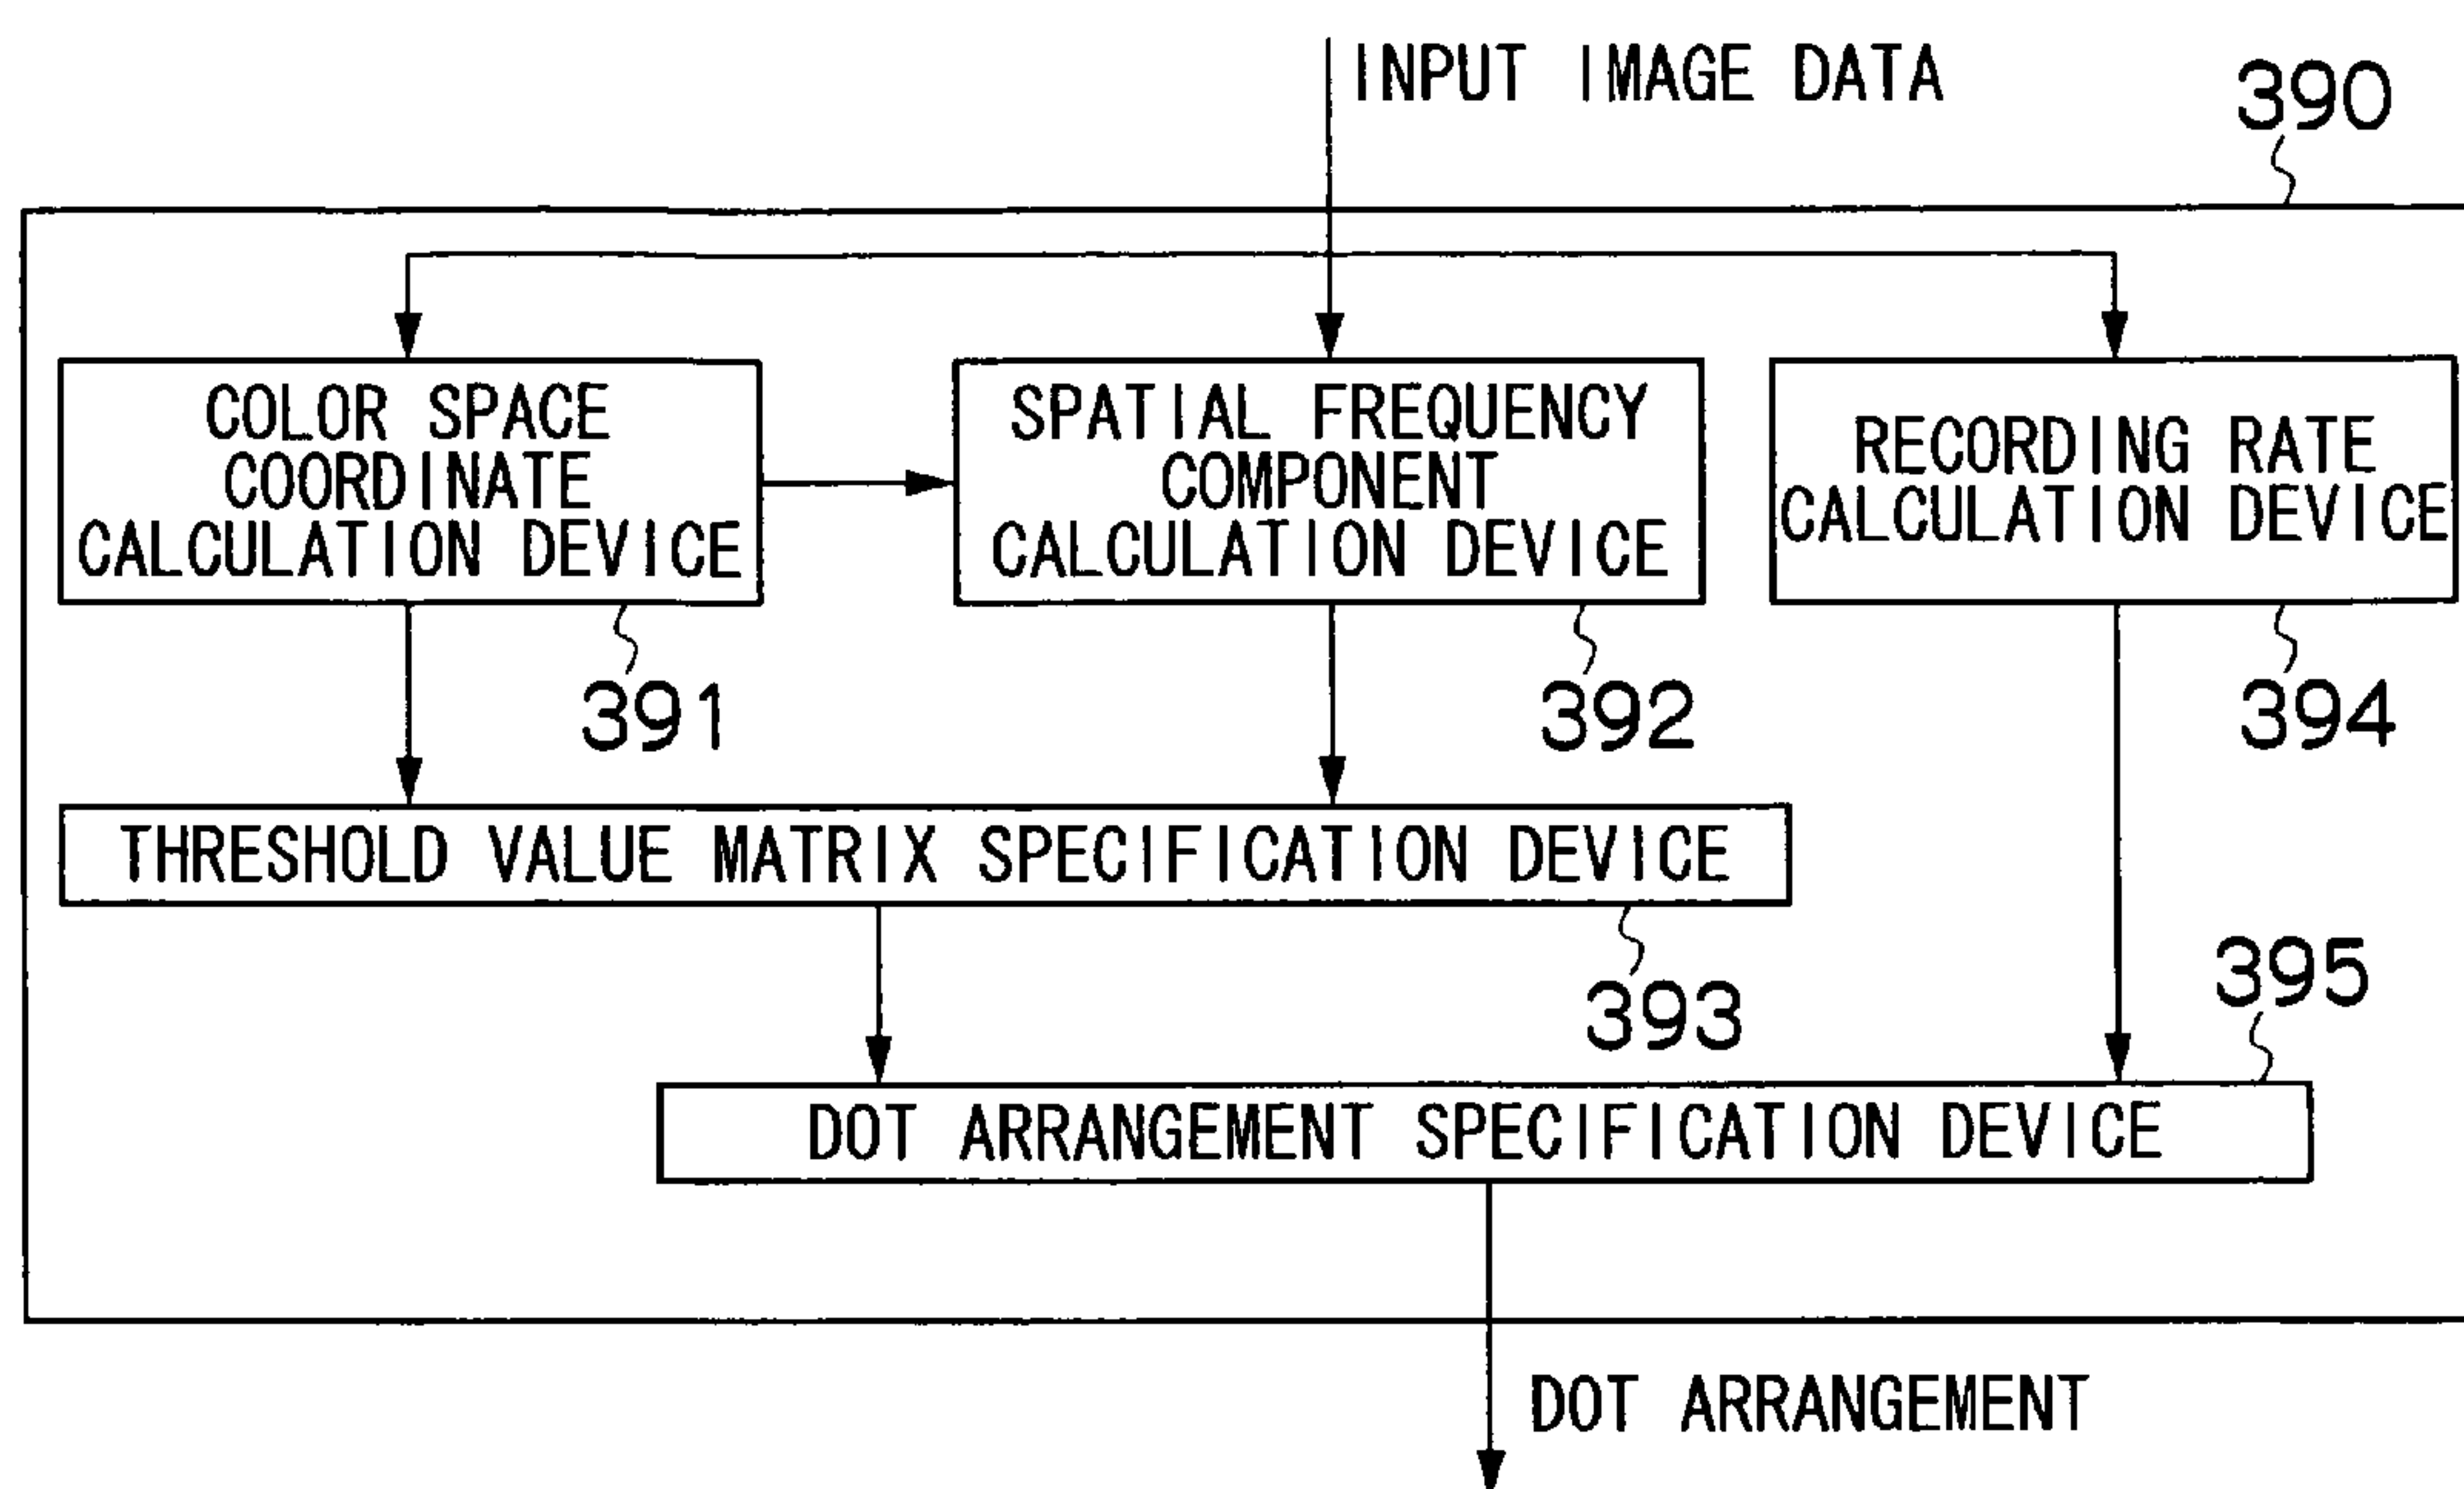 INPUT IMAGE DATA
390
COLOR SPACE
COORDINATE
CALCULATION DEVICE
SPATIAL FREQUENCY
COMPONENT
CALCULATION DEVICE
RECORDING RATE
CALCULATION DEVICE
391
392
394
THRESHOLD VALUE MATRIX SPECIFICATION DEVICE
393
395
DOT ARRANGEMENT SPECIFICATION DEVICE
DOT ARRANGEMENT